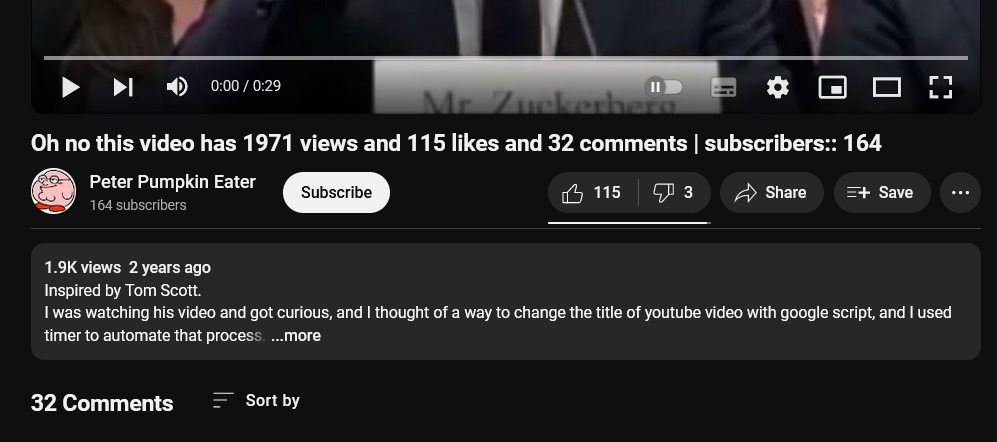 0:00 / 0:29
Mr. Zuckerberg
Oh no this video has 1971 views and 115 likes and 32 comments | subscribers:: 164
Peter Pumpkin Eater
164 subscribers
Subscribe
115
3
Share
Save
1.9K views 2 years ago
Inspired by Tom Scott.
I was watching his video and got curious, and I thought of a way to change the title of youtube video with google script, and I used
timer to automate that process. ...more
32 Comments
Sort by